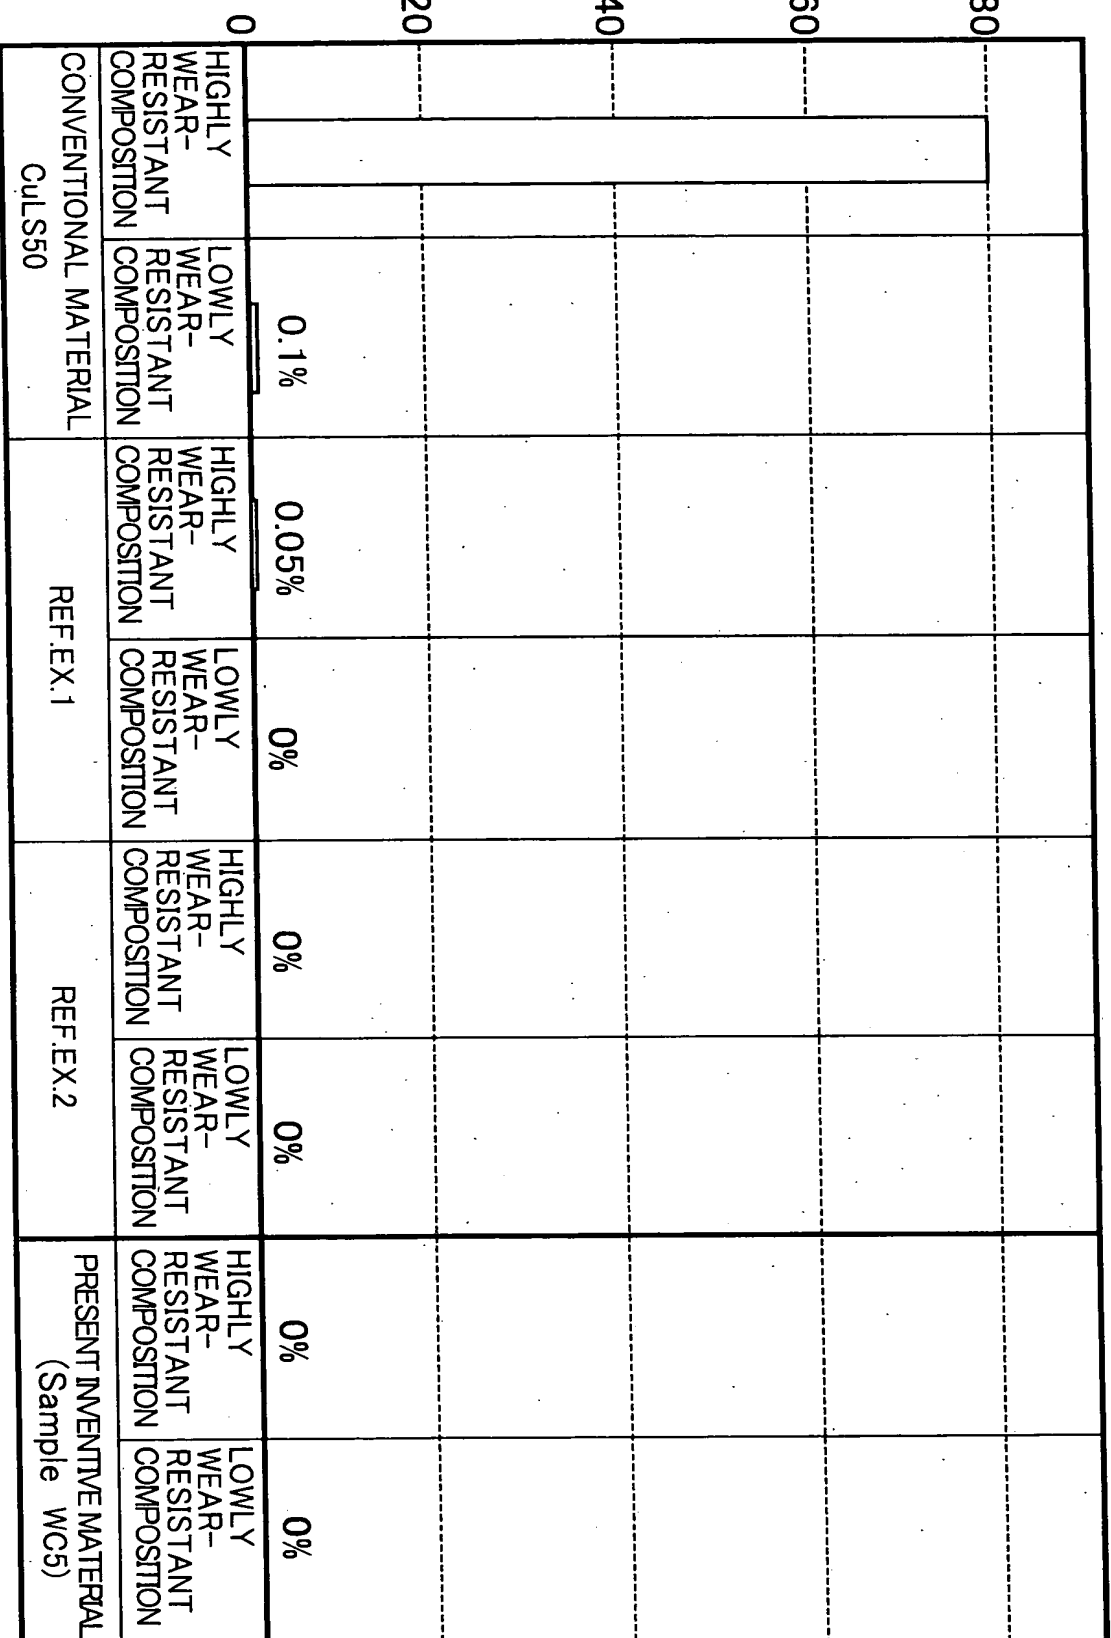 80
60
40
20
0
0.1%
0.05%
0%
0%
0%
0%
0%
HIGHLY
WEAR-
RESISTANT
COMPOSITION
LOWLY
WEAR-
RESISTANT
COMPOSITION
HIGHLY
WEAR-
RESISTANT
COMPOSITION
LOWLY
WEAR-
RESISTANT
COMPOSITION
HIGHLY
WEAR-
RESISTANT
COMPOSITION
LOWLY
WEAR-
RESISTANT
COMPOSITION
HIGHLY
WEAR-
RESISTANT
COMPOSITION
LOWLY
WEAR-
RESISTANT
COMPOSITION
CONVENTIONAL MATERIAL
CuLS50
REF.EX.1
REF.EX.2
PRESENT INVENTIVE MATERIAL
(Sample WC5)